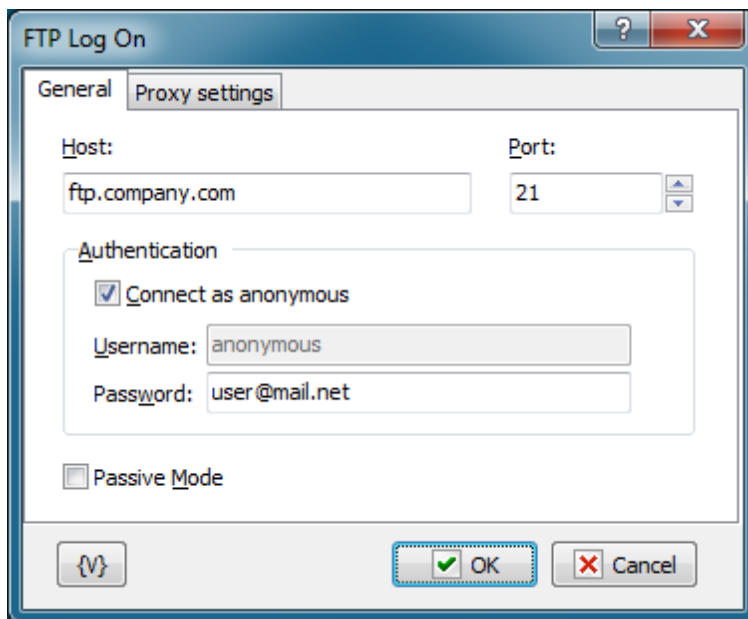 FTP Log On
?
General Proxy settings
Host: Port:
ftp.company.com 21
Authentication
Connect as anonymous
Username: anonymous
Password: user@mail.net
Passive Mode
{V} OK Cancel